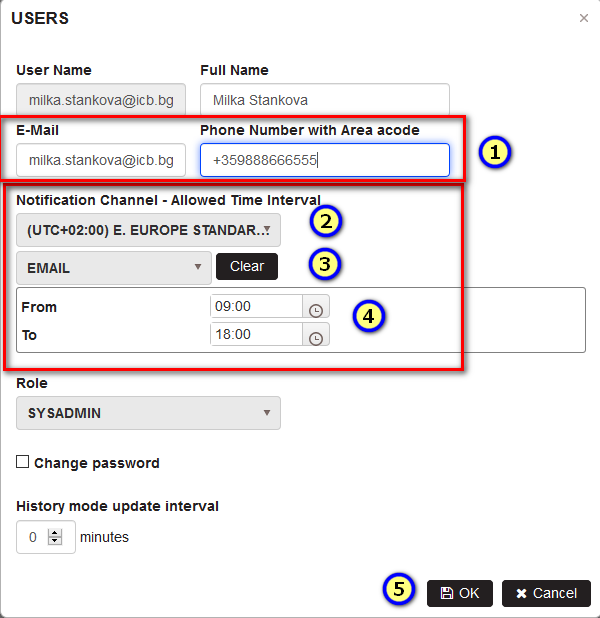 USERS ×
User Name Full Name
milka.stankova@icb.bg Milka Stankova
E-Mail Phone Number with Area acode
milka.stankova@icb.bg +359888666555 1
Notification Channel - Allowed Time Interval
(UTC+02:00) E. EUROPE STANDAR... 2
EMAIL Clear 3
From 09:00 4
To 18:00
Role
SYSADMIN
Change password
History mode update interval
0 minutes
5 OK Cancel